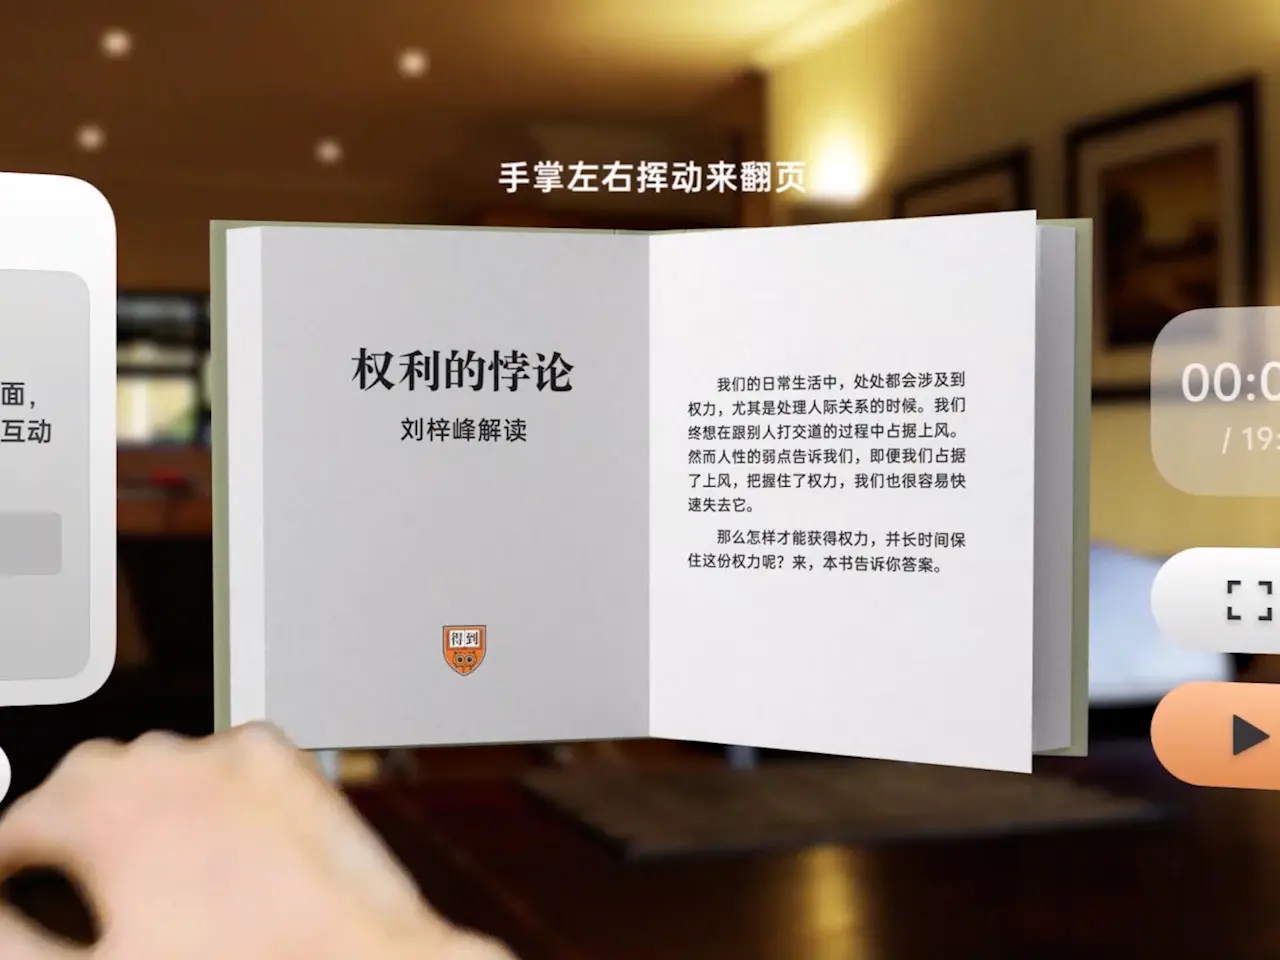 手掌左右挥动来翻页
面，
互动
权利的悖论
刘梓峰解读
得到
我们的日常生活中，处处都会涉及到
权力，尤其是处理人际关系的时候。我们
终想在跟别人打交道的过程中占据上风。
然而人性的弱点告诉我们，即便我们占据
了上风，把握住了权力，我们也很容易快
速失去它。
那么怎样才能获得权力，并长时间保
住这份权力呢？来，本书告诉你答案。
00:0
/ 19: